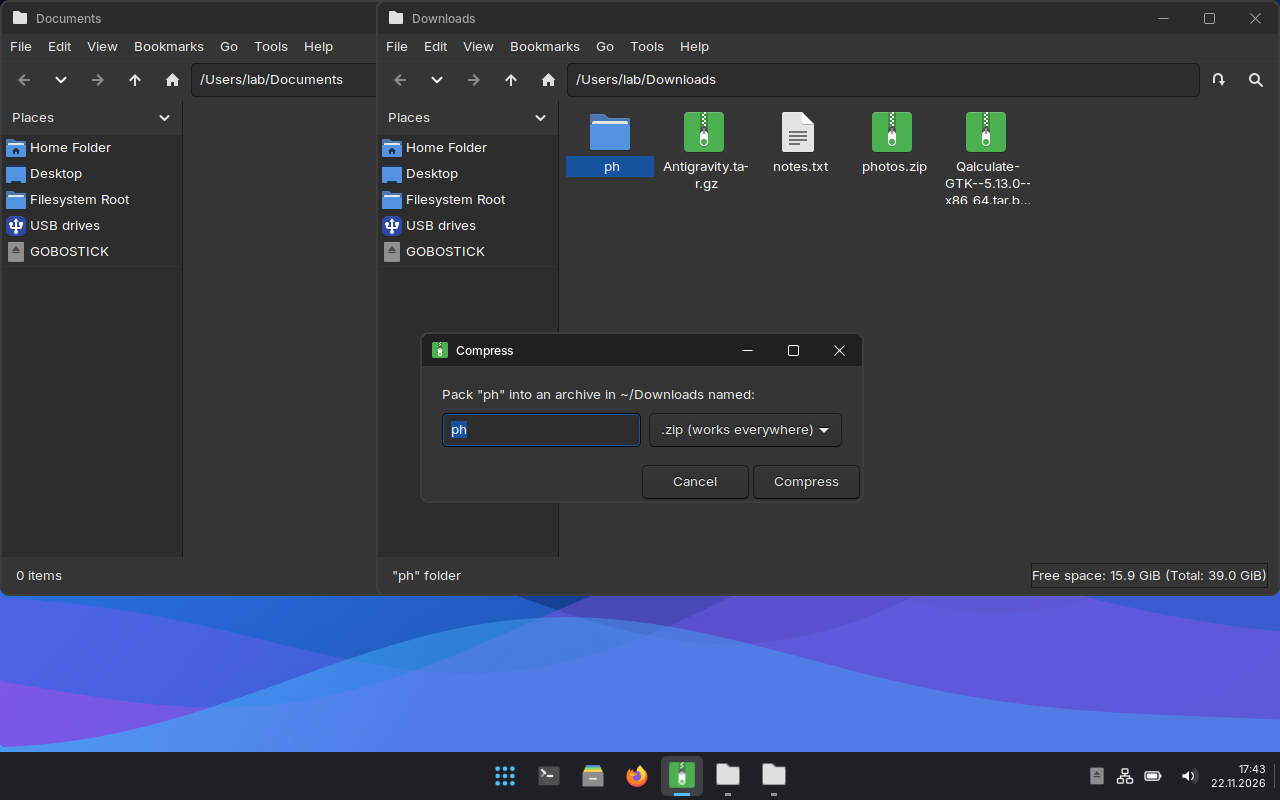 Documents
File Edit View Bookmarks Go Tools Help
/Users/lab/Documents
Places
Home Folder
Desktop
Filesystem Root
USB drives
GOBOSTICK
0 items
Downloads
File Edit View Bookmarks Go Tools Help
/Users/lab/Downloads
Places
Home Folder
Desktop
Filesystem Root
USB drives
GOBOSTICK
ph
Antigravity.ta-
r.gz
notes.txt
photos.zip
Qalculate-
GTK--5.13.0--
x86_64.tar.b...
Compress
Pack "ph" into an archive in ~/Downloads named:
ph
.zip (works everywhere)
Cancel
Compress
"ph" folder
Free space: 15.9 GiB (Total: 39.0 GiB)
17:43
22.11.2026